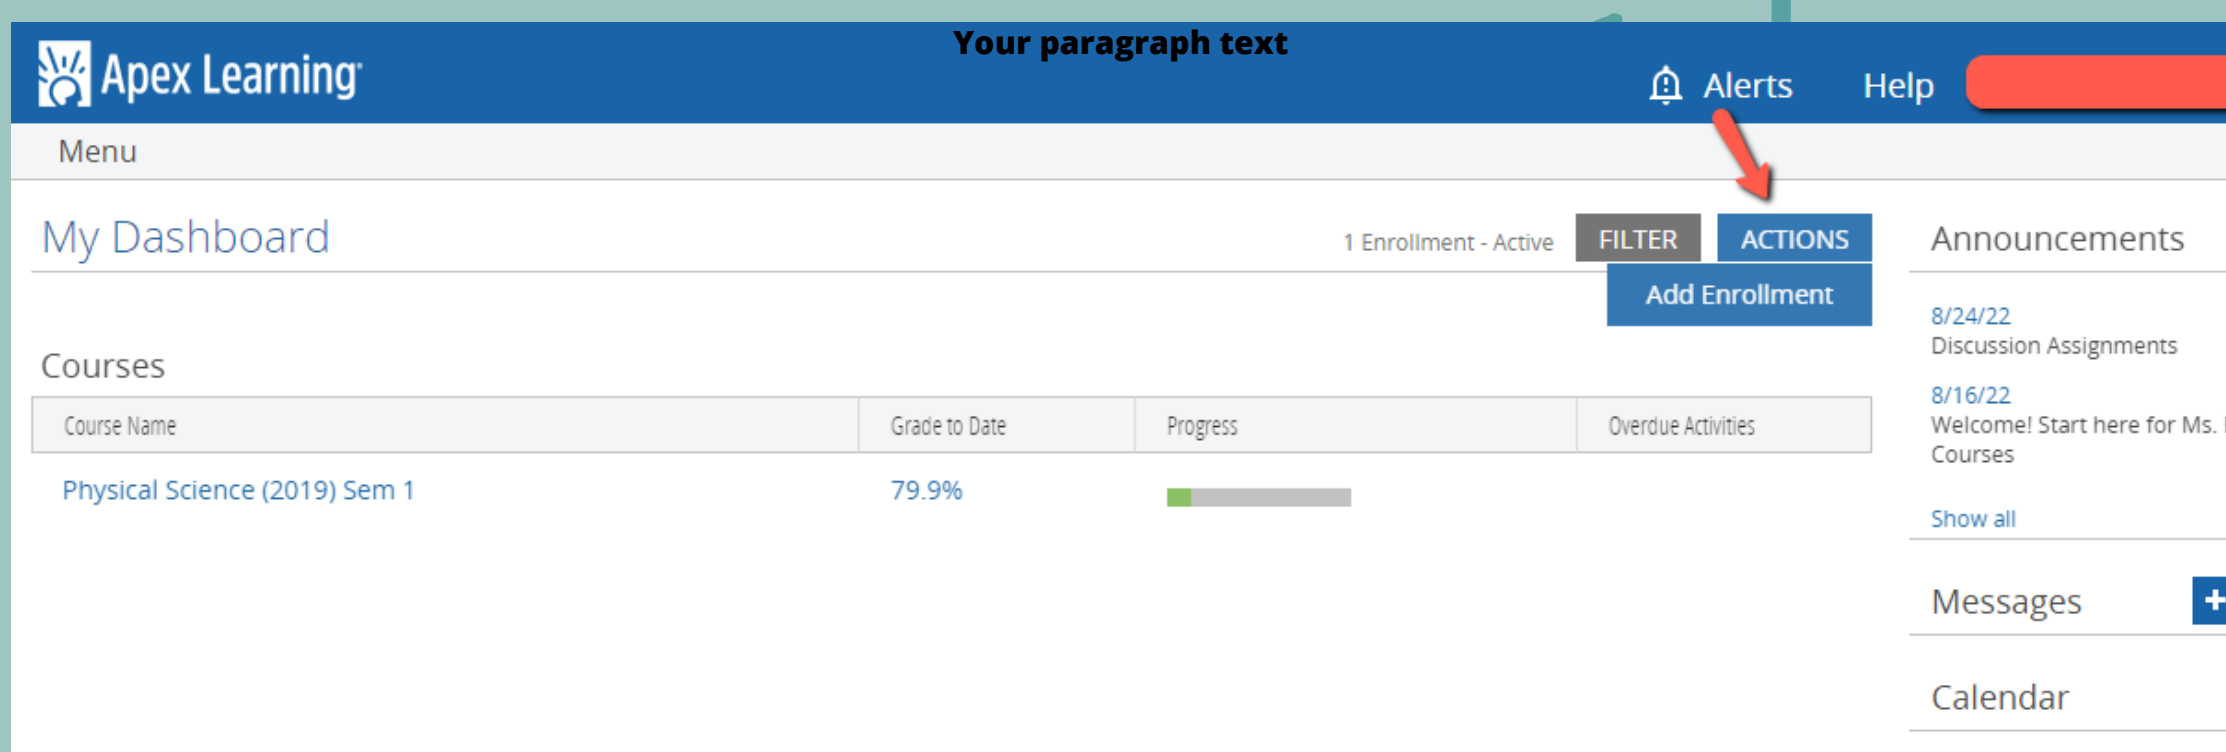 Your paragraph text
Apex Learning
Alerts
Help
Menu
My Dashboard
1 Enrollment - Active
FILTER
ACTIONS
Add Enrollment
Courses
Course Name
Grade to Date
Progress
Overdue Activities
Physical Science (2019) Sem 1
79.9%
Announcements
8/24/22
Discussion Assignments
8/16/22
Welcome! Start here for Ms.
Courses
Show all
Messages
+
Calendar